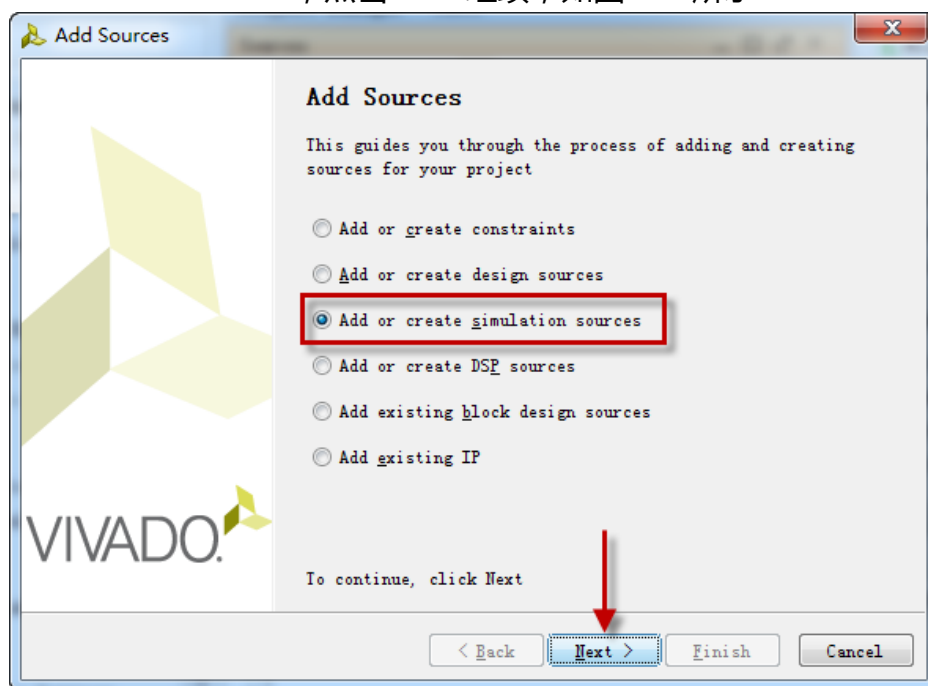 Add Sources
Add Sources
This guides you through the process of adding and creating
sources for your project
Add or create constraints
Add or create design sources
Add or create simulation sources
Add or create DSP sources
Add existing block design sources
Add existing IP
VIVADO.
To continue, click Next
< Back
Next >
Finish
Cancel